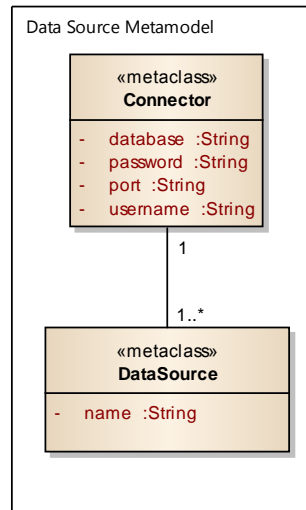 Data Source Metamodel
«metaclass»
Connector
- database :String
- password :String
- port :String
- username :String
1
1..*
«metaclass»
DataSource
- name :String